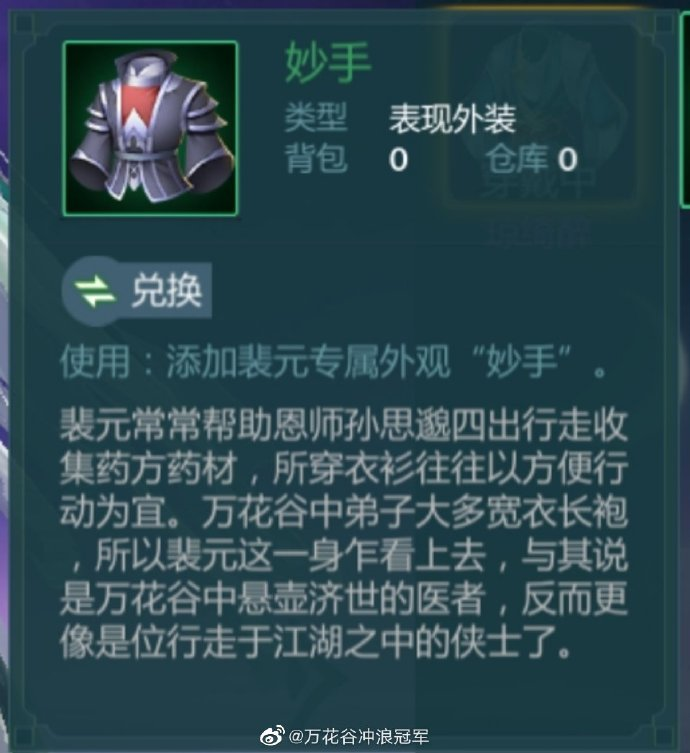 妙手
类型 表现外装
背包 0 仓库 0
穿戴中
兑换
使用：添加裴元专属外观“妙手”。
裴元常常帮助恩师孙思邈四出行走收
集药方药材，所穿衣衫往往以方便行
动为宜。万花谷中弟子大多宽衣长袍
，所以裴元这一身乍看上去，与其说
是万花谷中悬壶济世的医者，反而更
像是位行走于江湖之中的侠士了。
@万花谷冲浪冠军